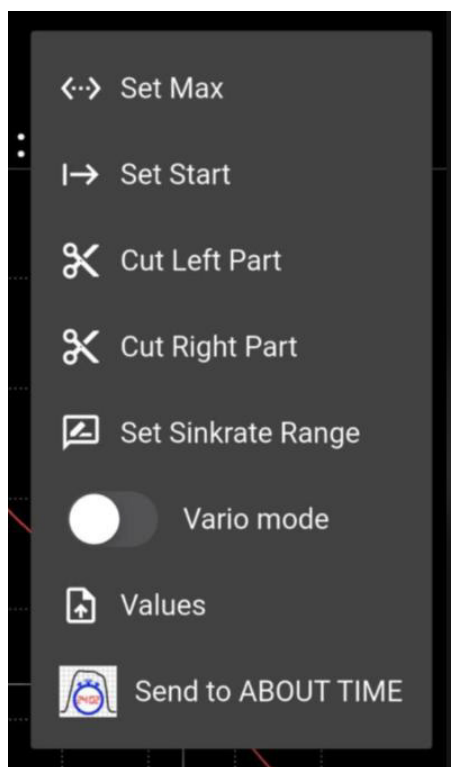 Set Max
Set Start
Cut Left Part
Cut Right Part
Set Sinkrate Range
Vario mode
Values
Send to ABOUT TIME